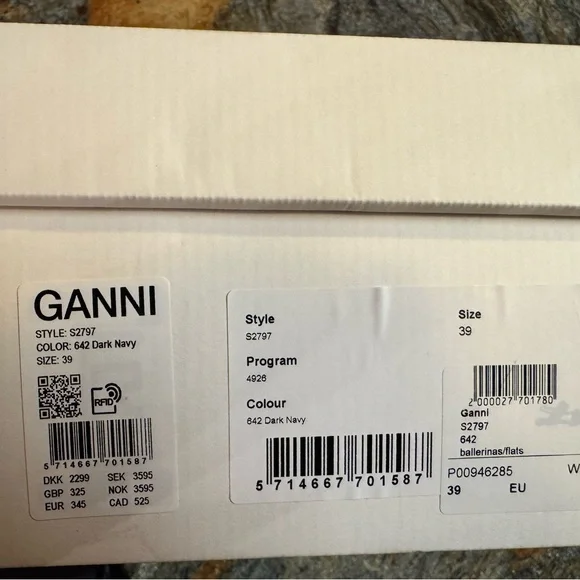 GANNI
STYLE: S2797
COLOR: 642 Dark Navy
SIZE: 39
RFID
5 714667 701587
DKK 2299 SEK 3595
GBP 325 NOK 3595
EUR 345 CAD 525
Style
S2797
Program
4926
Colour
642 Dark Navy
5 714667 701587
Size
39
2 000027 701780
Ganni
S2797
642
ballerinas/flats
P00946285 W
39 EU